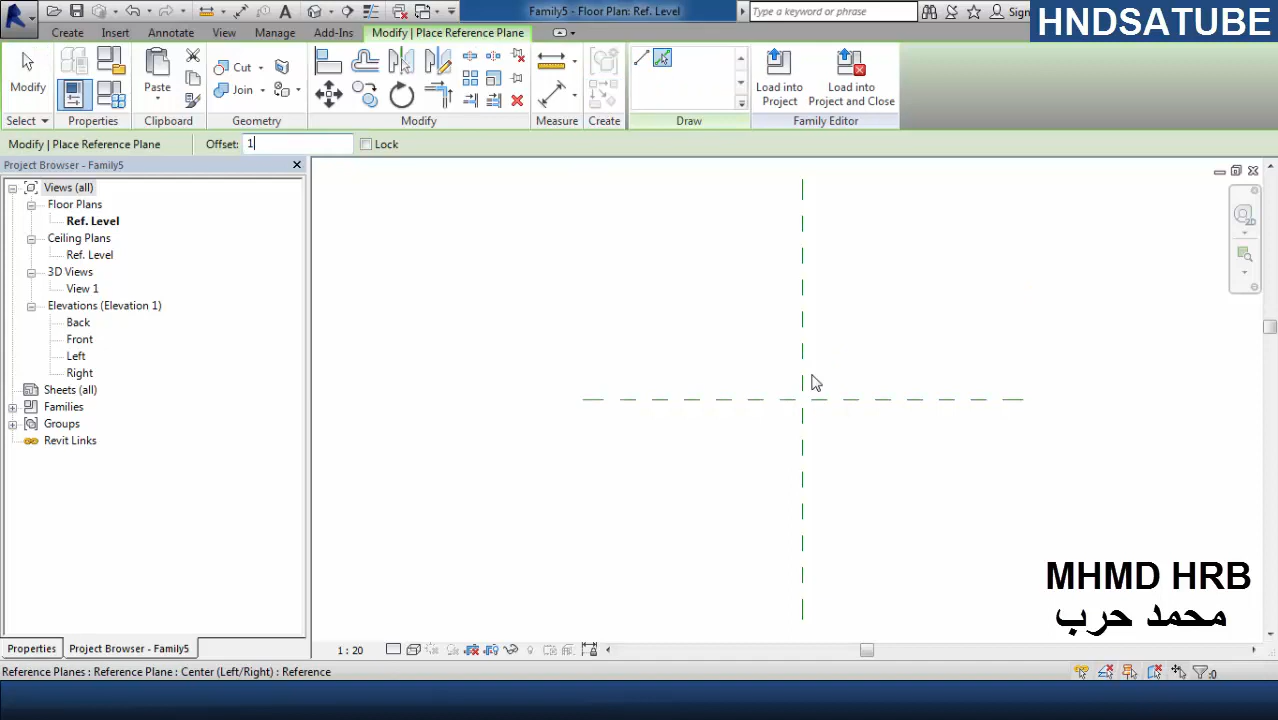 Family5 - Floor Plan: Ref. Level
Type a keyword or phrase
Sign
HNDSATUBE
Create
Insert
Annotate
View
Manage
Add-Ins
Modify | Place Reference Plane
Modify
Paste
Cut
Join
Load into
Project
Load into
Project and Close
Select
Properties
Clipboard
Geometry
Modify
Measure
Create
Draw
Family Editor
Modify | Place Reference Plane
Offset: 1
Lock
Project Browser - Family5
Views (all)
Floor Plans
Ref. Level
Ceiling Plans
Ref. Level
3D Views
View 1
Elevations (Elevation 1)
Back
Front
Left
Right
Sheets (all)
Families
Groups
Revit Links
2D
MHMD HRB
محمد حرب
Properties
Project Browser - Family5
1 : 20
Reference Planes : Reference Plane : Center (Left/Right) : Reference
:0